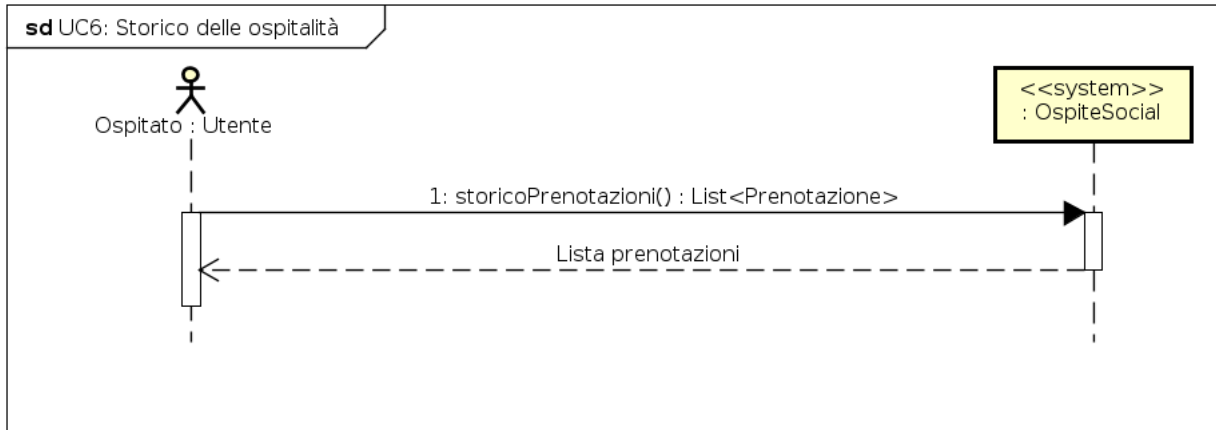 sd UC6: Storico delle ospitalità
Ospitato : Utente
<<system>>
: OspiteSocial
1: storicoPrenotazioni() : List<Prenotazione>
Lista prenotazioni